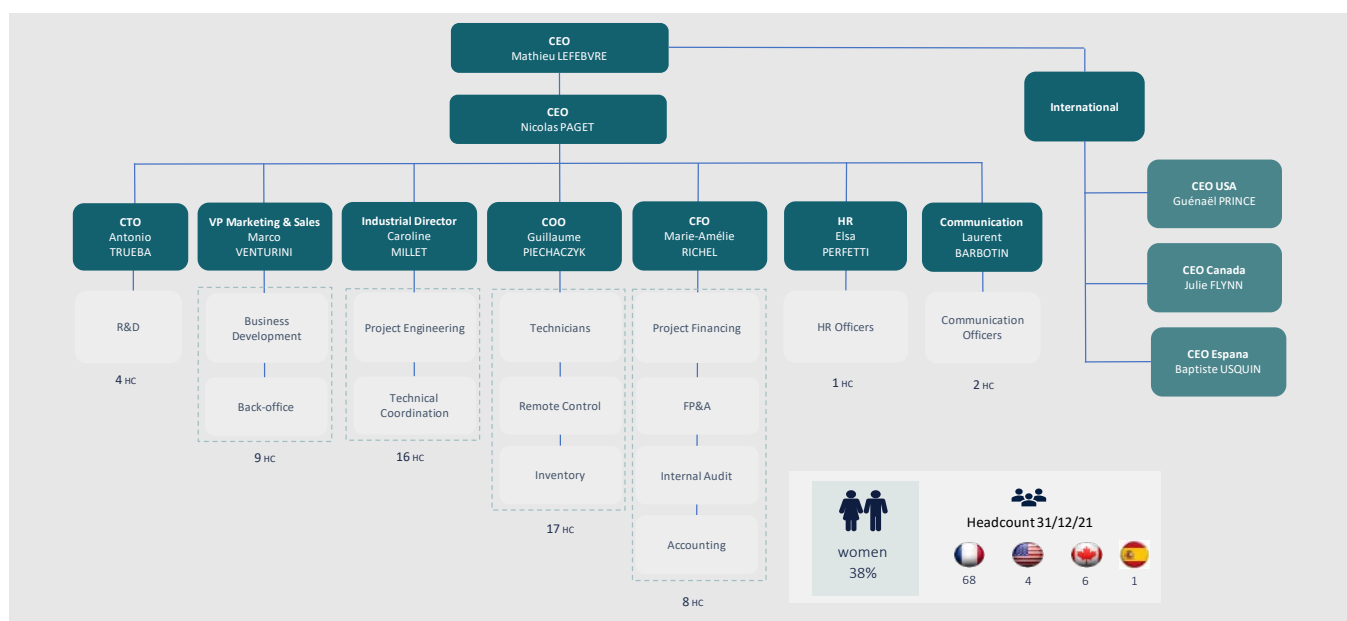 CEO
Mathieu LEFEBVRE
CEO
Nicolas PAGET
International
CEO USA
Guénaël PRINCE
CEO Canada
Julie FLYNN
CEO Espana
Baptiste USQUIN
CTO
Antonio
TRUEBA
R&D
4 HC
VP Marketing & Sales
Marco
VENTURINI
Business
Development
Back-office
9 HC
Industrial Director
Caroline
MILLET
Project Engineering
Technical
Coordination
16 HC
COO
Guillaume
PIECHACZYK
Technicians
Remote Control
Inventory
17 HC
CFO
Marie-Amélie
RICHEL
Project Financing
FP&A
Internal Audit
Accounting
8 HC
HR
Elsa
PERFETTI
HR Officers
1 HC
Communication
Laurent
BARBOTIN
Communication
Officers
2 HC
women
38%
Headcount 31/12/21
68 4 6 1